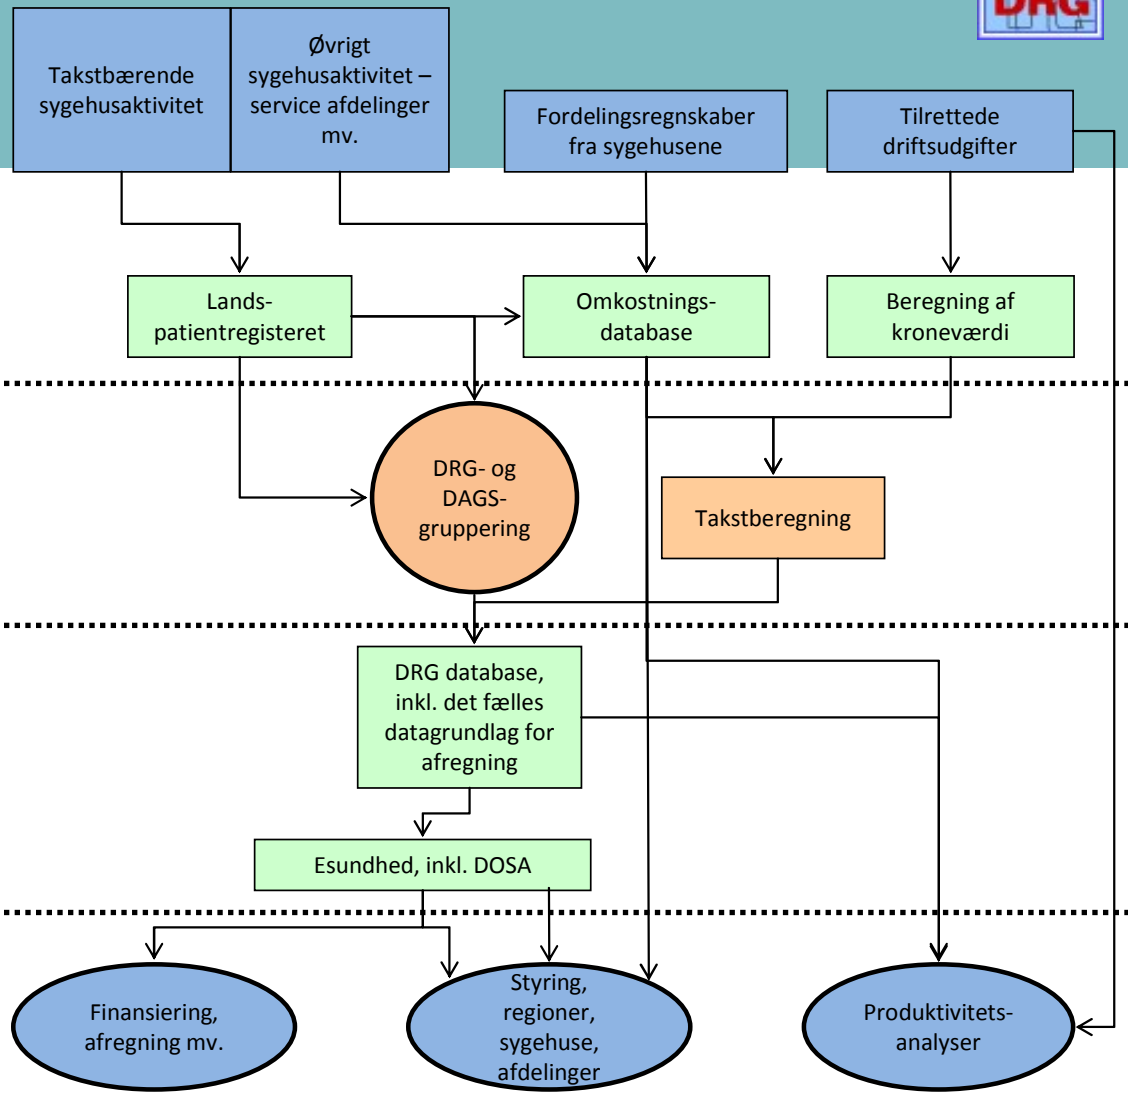 DRG
Takstbærende
sygehusaktivitet
Øvrigt
sygehusaktivitet –
service afdelinger
mv.
Fordelingsregnskaber
fra sygehusene
Tilrettede
driftsudgifter
Lands-
patientregisteret
Omkostnings-
database
Beregning af
kroneværdi
DRG- og
DAGS-
gruppering
Takstberegning
DRG database,
inkl. det fælles
datagrundlag for
afregning
Esundhed, inkl. DOSA
Finansiering,
afregning mv.
Styring,
regioner,
sygehuse,
afdelinger
Produktivitets-
analyser